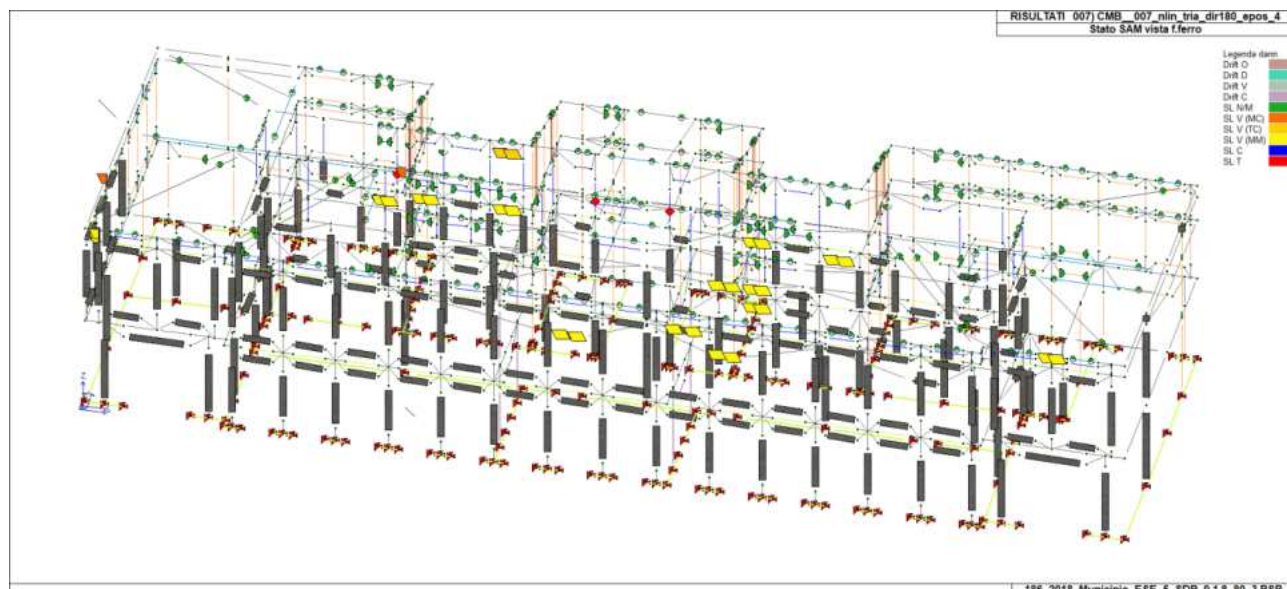 RISULTATI 007) CMB__007_nlin_tria_dir180_epos_4
Stato SAM vista f.ferro
Legenda danni
Drift O
Drift D
Drift V
Drift C
SL N/M
SL V (MC)
SL V (TC)
SL V (MM)
SL C
SL T